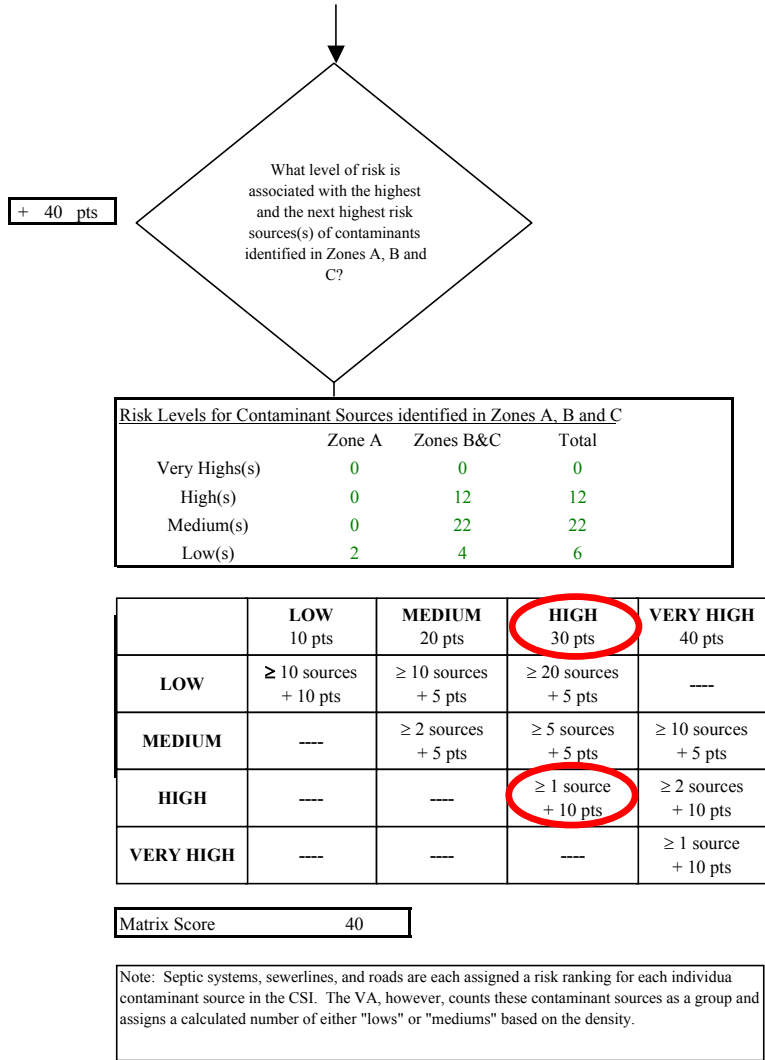 What level of risk is
associated with the highest
and the next highest risk
sources(s) of contaminants
identified in Zones A, B and
C?
+ 40 pts
Risk Levels for Contaminant Sources identified in Zones A, B and C
Zone A Zones B&C Total
Very Highs(s) 0 0 0
High(s) 0 12 12
Medium(s) 0 22 22
Low(s) 2 4 6
LOW MEDIUM HIGH VERY HIGH
10 pts 20 pts 30 pts 40 pts
LOW ≥ 10 sources ≥ 10 sources ≥ 20 sources ----
+ 10 pts + 5 pts + 5 pts
MEDIUM ---- ≥ 2 sources ≥ 5 sources ≥ 10 sources
+ 5 pts + 5 pts + 5 pts
HIGH ---- ---- ≥ 1 source ≥ 2 sources
+ 10 pts + 10 pts
VERY HIGH ---- ---- ---- ≥ 1 source
+ 10 pts
Matrix Score 40
Note: Septic systems, sewerlines, and roads are each assigned a risk ranking for each individua
contaminant source in the CSI. The VA, however, counts these contaminant sources as a group and
assigns a calculated number of either "lows" or "mediums" based on the density.